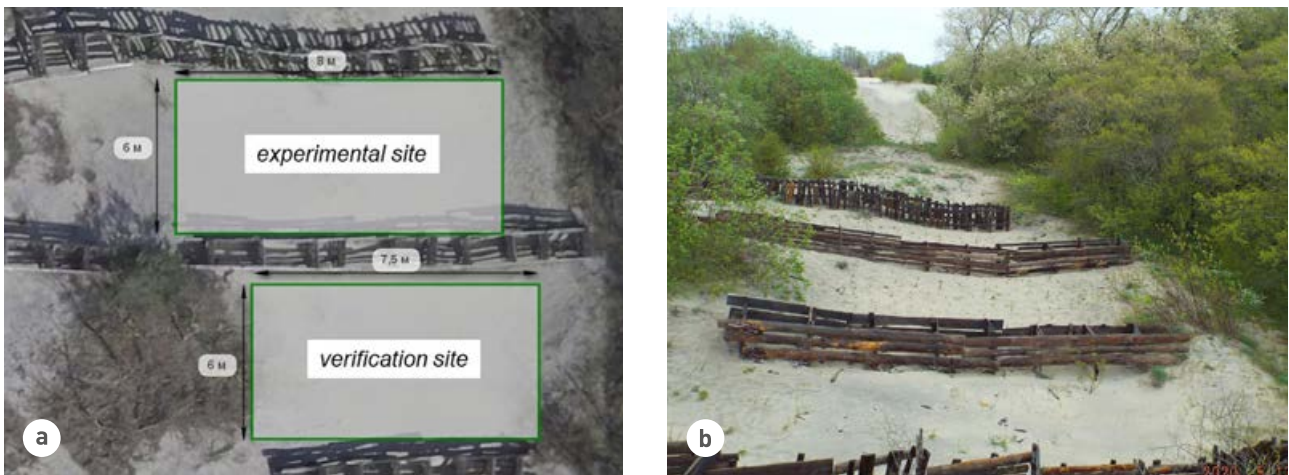 8 м
6 м
experimental site
7,5 м
6 м
verification site
a
b